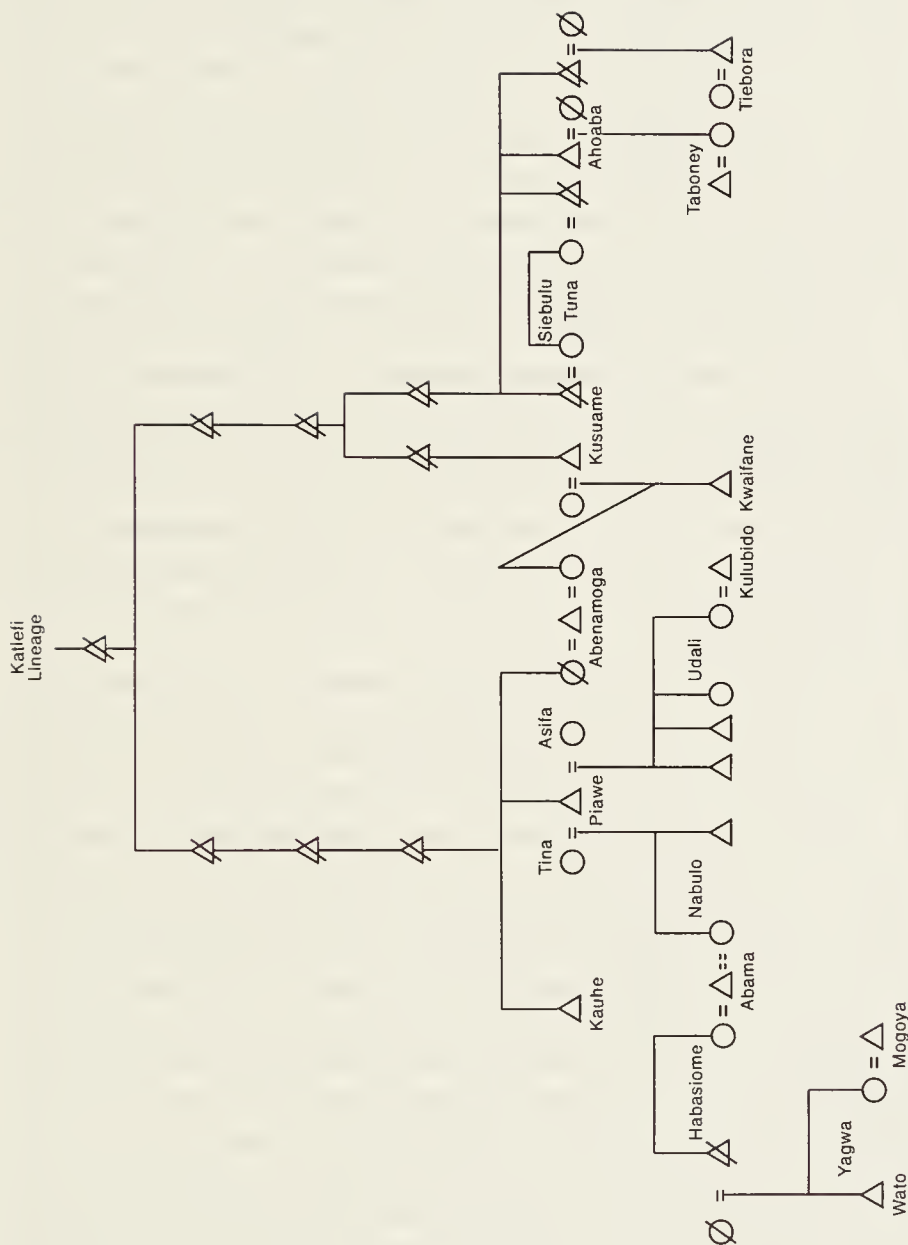 Katlefi
Lineage
Siebulu
Tuna
Ahoaba
Kusuame
Asifa
Abenamoga
Tina
Piawe
Kauhe
Taboney
Tiebora
Kwaifane
Kulubido
Udali
Nabulo
Abama
Habasiome
Yagwa
Mogoya
Wato